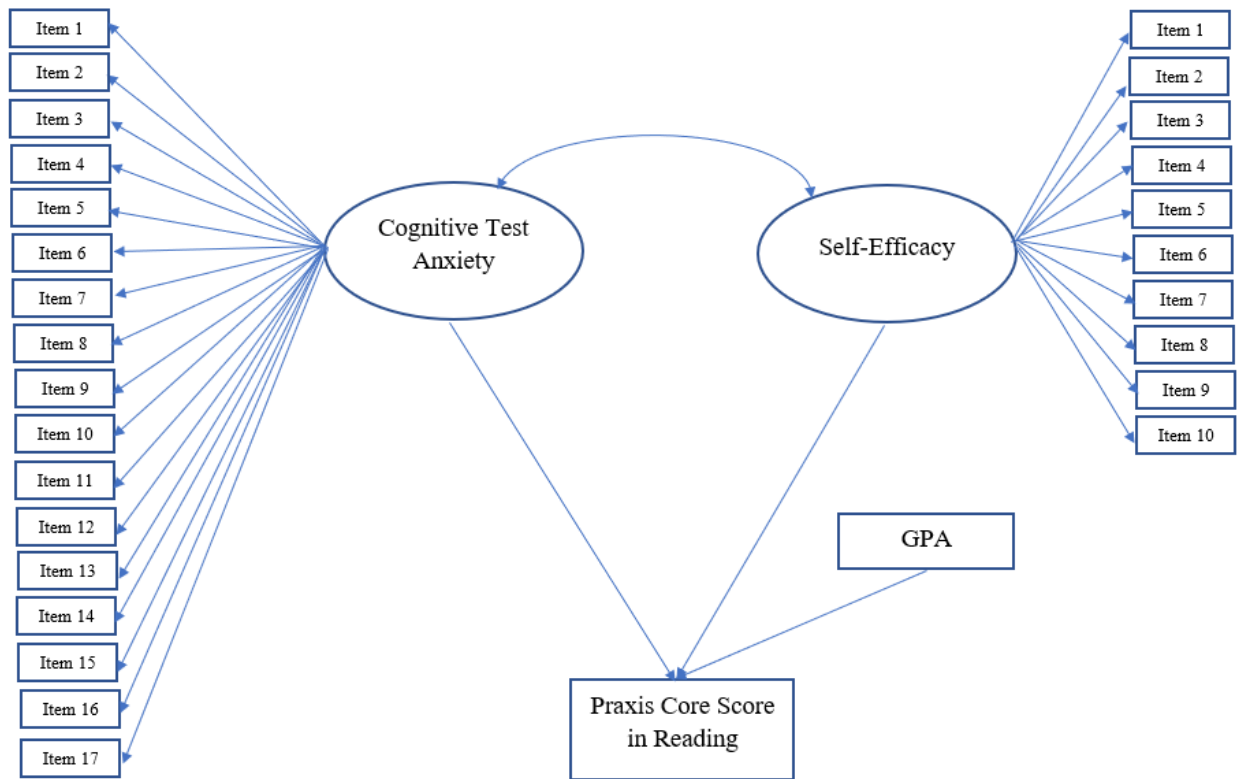 Item 1
Item 2
Item 3
Item 4
Item 5
Item 6
Item 7
Item 8
Item 9
Item 10
Item 11
Item 12
Item 13
Item 14
Item 15
Item 16
Item 17
Cognitive Test
Anxiety
Self-Efficacy
Item 1
Item 2
Item 3
Item 4
Item 5
Item 6
Item 7
Item 8
Item 9
Item 10
GPA
Praxis Core Score
in Reading